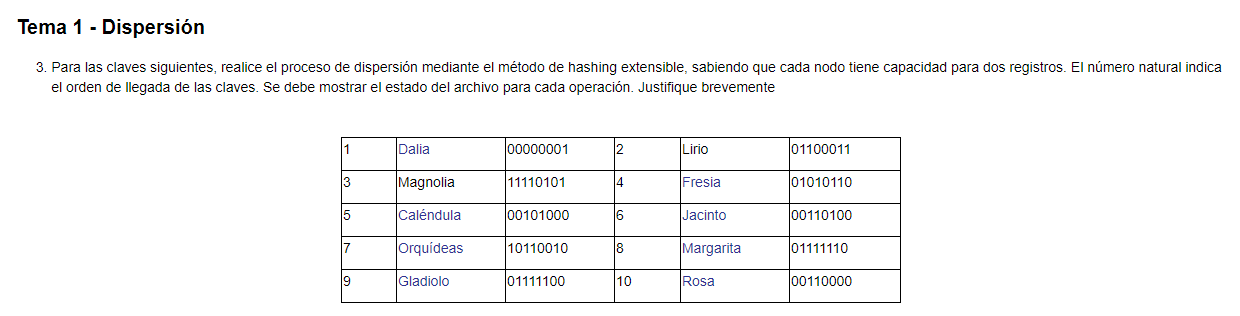 Tema 1 - Dispersión
3. Para las claves siguientes, realice el proceso de dispersión mediante el método de hashing extensible, sabiendo que cada nodo tiene capacidad para dos registros. El número natural indica
el orden de llegada de las claves. Se debe mostrar el estado del archivo para cada operación. Justifique brevemente
1 Dalia 00000001 2 Lirio 01100011
3 Magnolia 11110101 4 Fresia 01010110
5 Caléndula 00101000 6 Jacinto 00110100
7 Orquídeas 10110010 8 Margarita 01111110
9 Gladiolo 01111100 10 Rosa 00110000